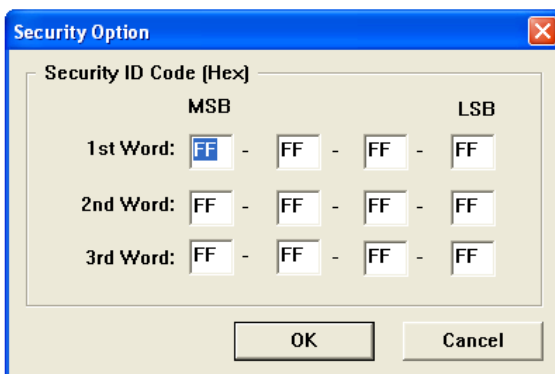 Security Option
Security ID Code (Hex)
MSB LSB
1st Word: FF - FF - FF - FF
2nd Word: FF - FF - FF - FF
3rd Word: FF - FF - FF - FF
OK Cancel